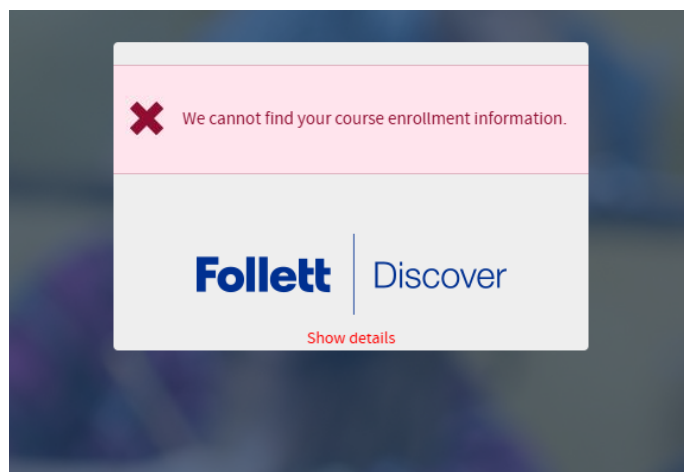 We cannot find your course enrollment information.
Follett Discover
Show details